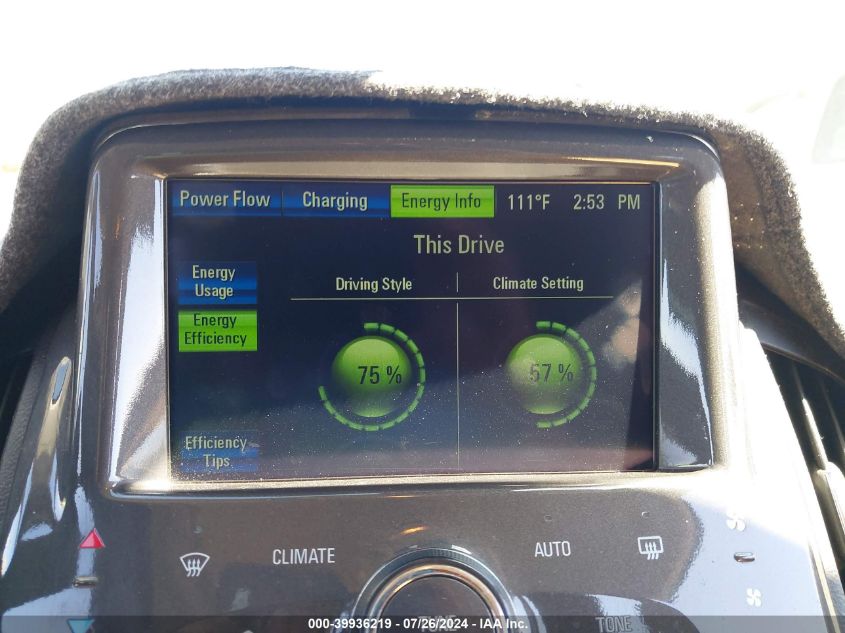 Power Flow Charging Energy Info 111°F 2:53 PM
This Drive
Energy
Usage
Driving Style Climate Setting
Energy
Efficiency
75 % 57 %
Efficiency
Tips
CLIMATE AUTO
TUNE TONE
000-39936219 - 07/26/2024 - IAA, Inc.